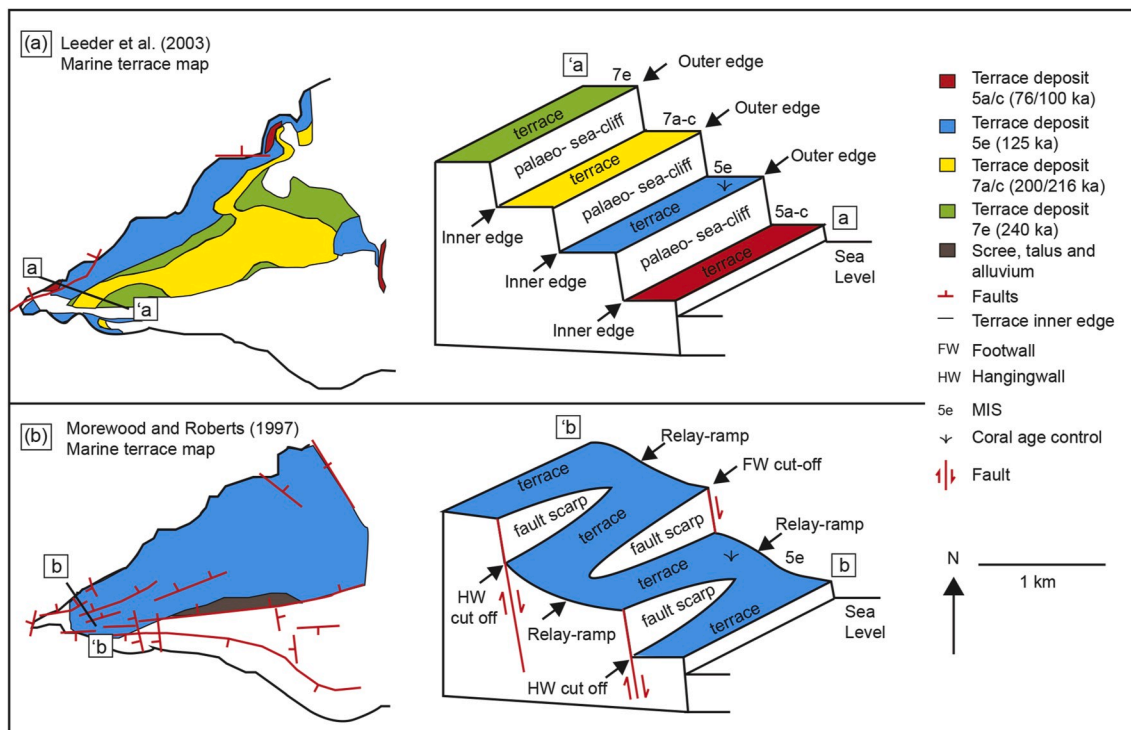 (a)
Leeder et al. (2003)
Marine terrace map
a
'a
'a
7e
Outer edge
terrace
palaeo- sea-cliff
7a-c
Outer edge
terrace
Inner edge
palaeo- sea-cliff
5e
Outer edge
terrace
Inner edge
palaeo- sea-cliff
5a-c
a
terrace
Inner edge
Sea
Level
(b)
Morewood and Roberts (1997)
Marine terrace map
b
'b
'b
Relay-ramp
terrace
FW cut-off
fault scarp
terrace
fault scarp
Relay-ramp
5e
b
terrace
HW
cut off
Relay-ramp
fault scarp
terrace
HW cut off
Sea
Level
Terrace deposit
5a/c (76/100 ka)
Terrace deposit
5e (125 ka)
Terrace deposit
7a/c (200/216 ka)
Terrace deposit
7e (240 ka)
Scree, talus and
alluvium
Faults
Terrace inner edge
FW Footwall
HW Hangingwall
5e MIS
Coral age control
Fault
N
1 km